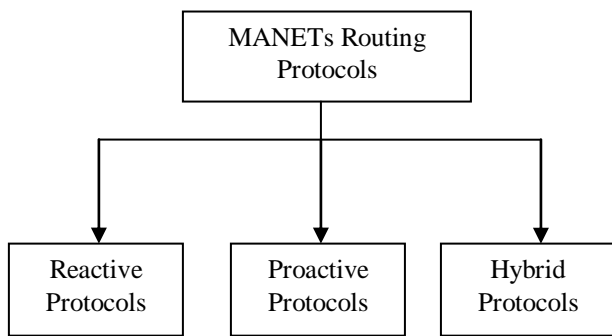 MANETs Routing
Protocols
Reactive
Protocols
Proactive
Protocols
Hybrid
Protocols